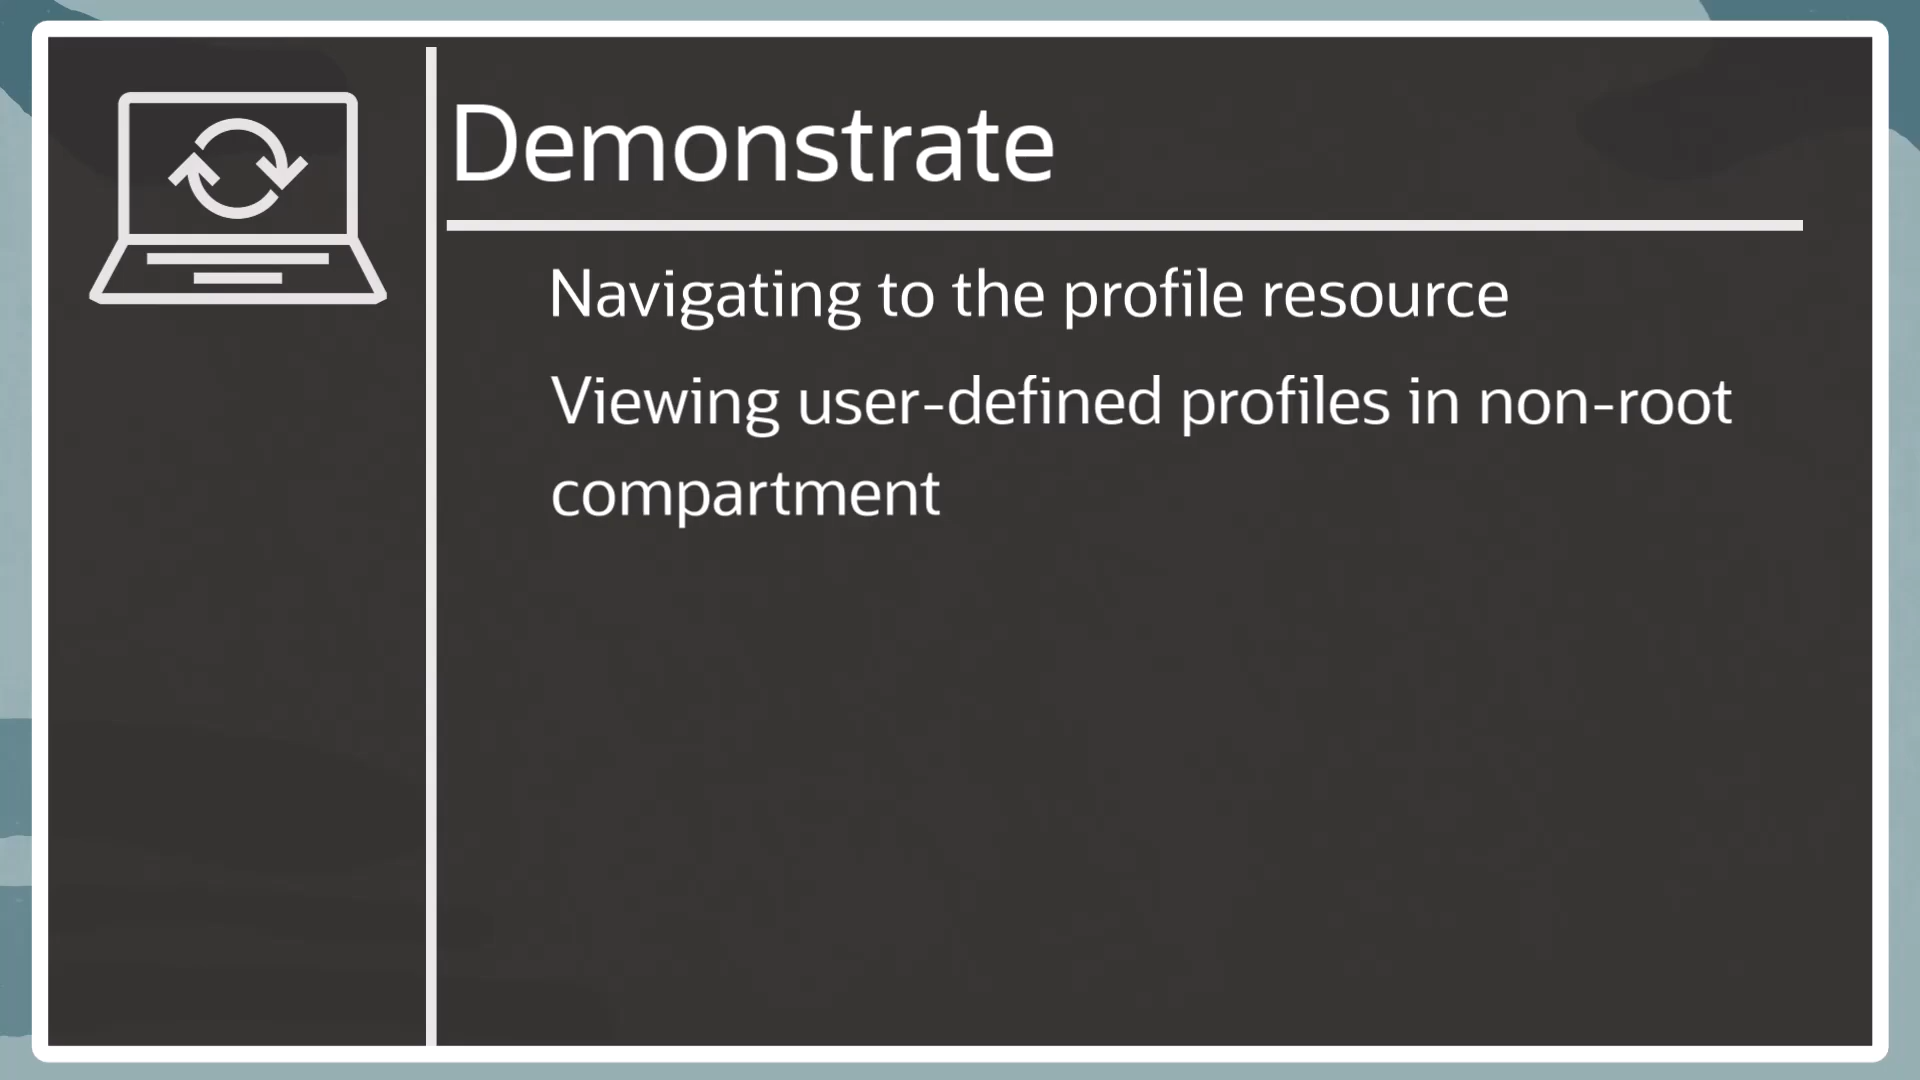 Demonstrate
Navigating to the profile resource
Viewing user-defined profiles in non-root
compartment